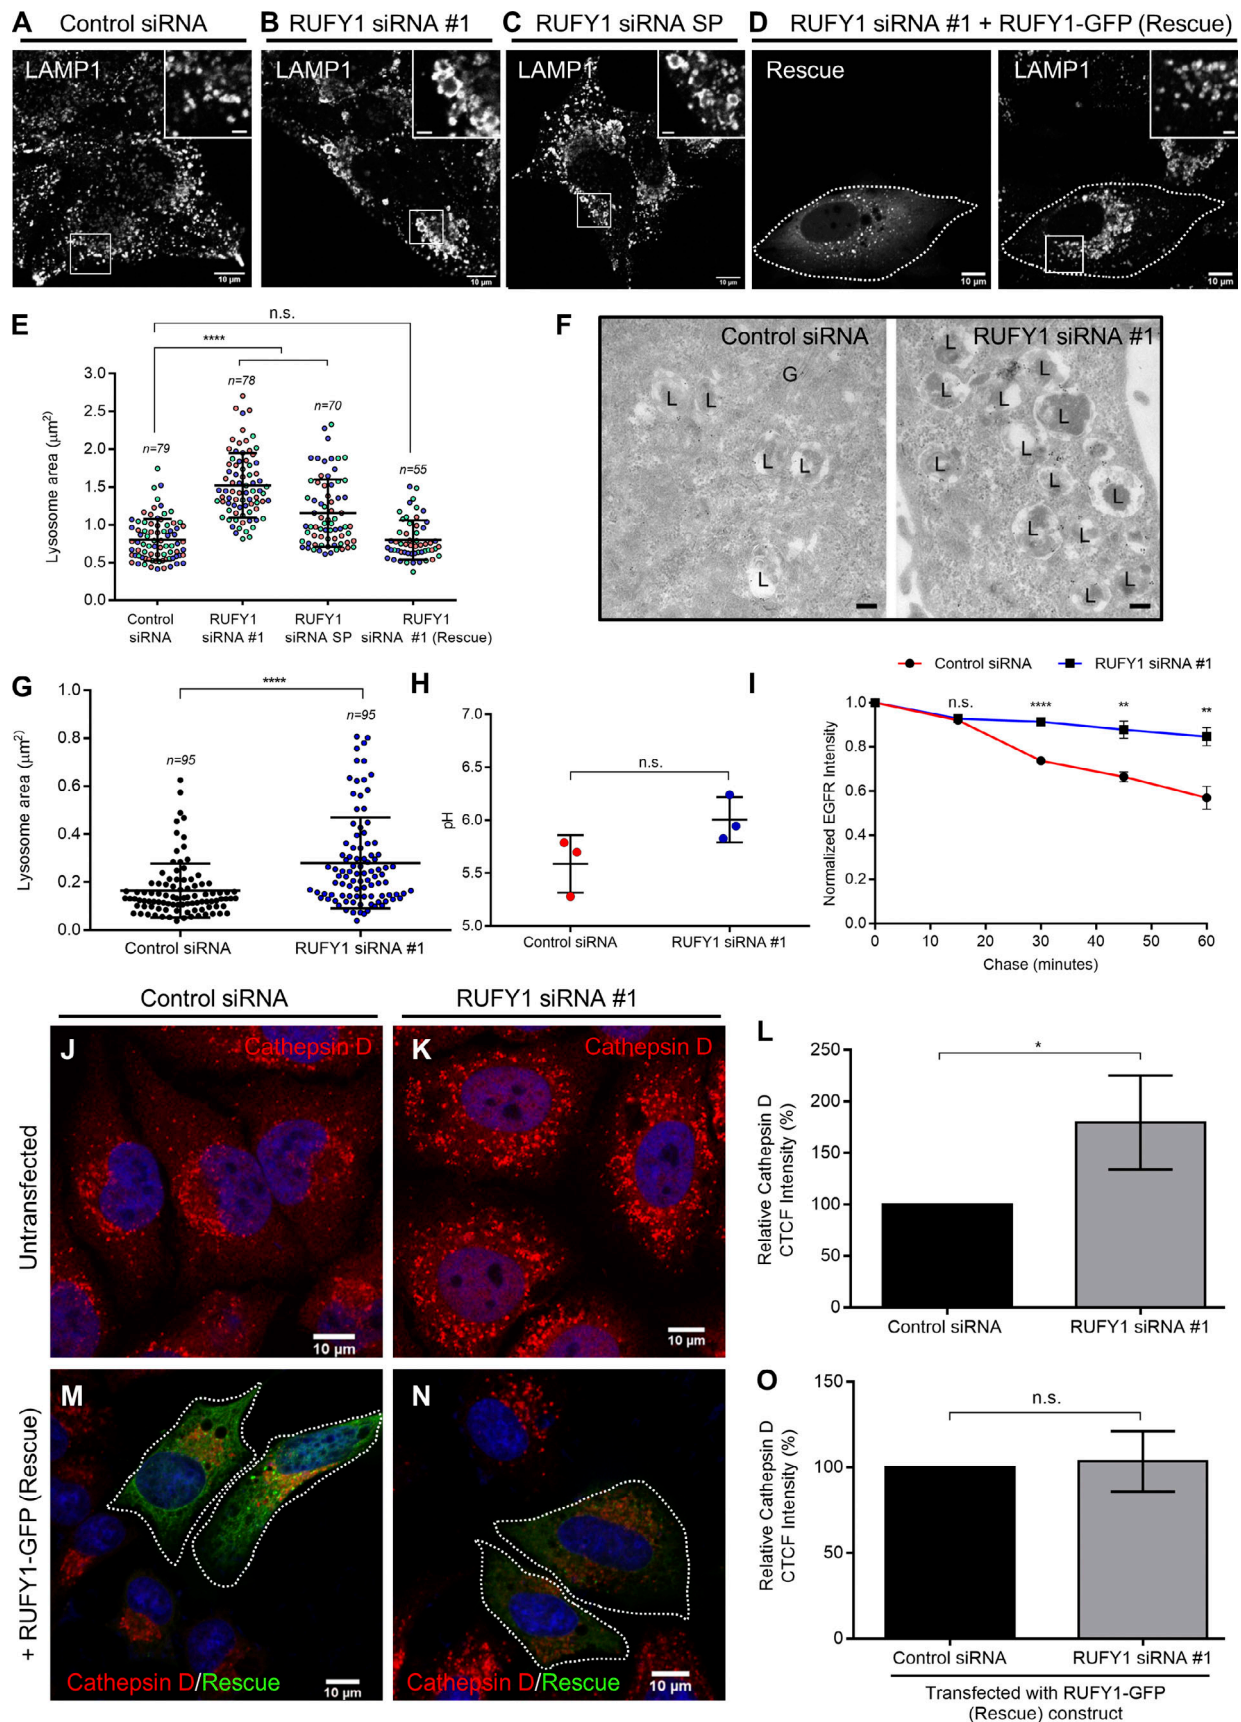 A Control siRNA
B RUFY1 siRNA #1
C RUFY1 siRNA SP
D RUFY1 siRNA #1 + RUFY1-GFP (Rescue)
LAMP1
LAMP1
LAMP1
Rescue
LAMP1
10 µm
10 µm
10 µm
10 µm
10 µm
E
n.s.
****
n=79
n=78
n=70
n=55
Lysosome area (µm²)
3.0
2.5
2.0
1.5
1.0
0.5
0.0
Control siRNA
RUFY1 siRNA #1
RUFY1 siRNA SP
RUFY1 siRNA #1 (Rescue)
F
Control siRNA
RUFY1 siRNA #1
G
L L
L L
L
L
L
L
L
L
L
L
L
L
L
L
L
L
G
****
n=95
n=95
Lysosome area (µm²)
1.0
0.8
0.6
0.4
0.2
0.0
Control siRNA
RUFY1 siRNA #1
H
n.s.
pH
7.0
6.5
6.0
5.5
5.0
Control siRNA
RUFY1 siRNA #1
I
Control siRNA
RUFY1 siRNA #1
n.s.
****
**
**
Normalized EGFR Intensity
1.0
0.8
0.6
0.4
0.2
0.0
0 10 20 30 40 50 60
Chase (minutes)
Control siRNA
RUFY1 siRNA #1
Untransfected
J
Cathepsin D
10 µm
K
Cathepsin D
10 µm
L
*
Relative Cathepsin D
CTCF Intensity (%)
250
200
150
100
50
0
Control siRNA
RUFY1 siRNA #1
+ RUFY1-GFP (Rescue)
M
Cathepsin D/Rescue
10 µm
N
Cathepsin D/Rescue
10 µm
O
n.s.
Relative Cathepsin D
CTCF Intensity (%)
150
100
50
0
Control siRNA
RUFY1 siRNA #1
Transfected with RUFY1-GFP
(Rescue) construct